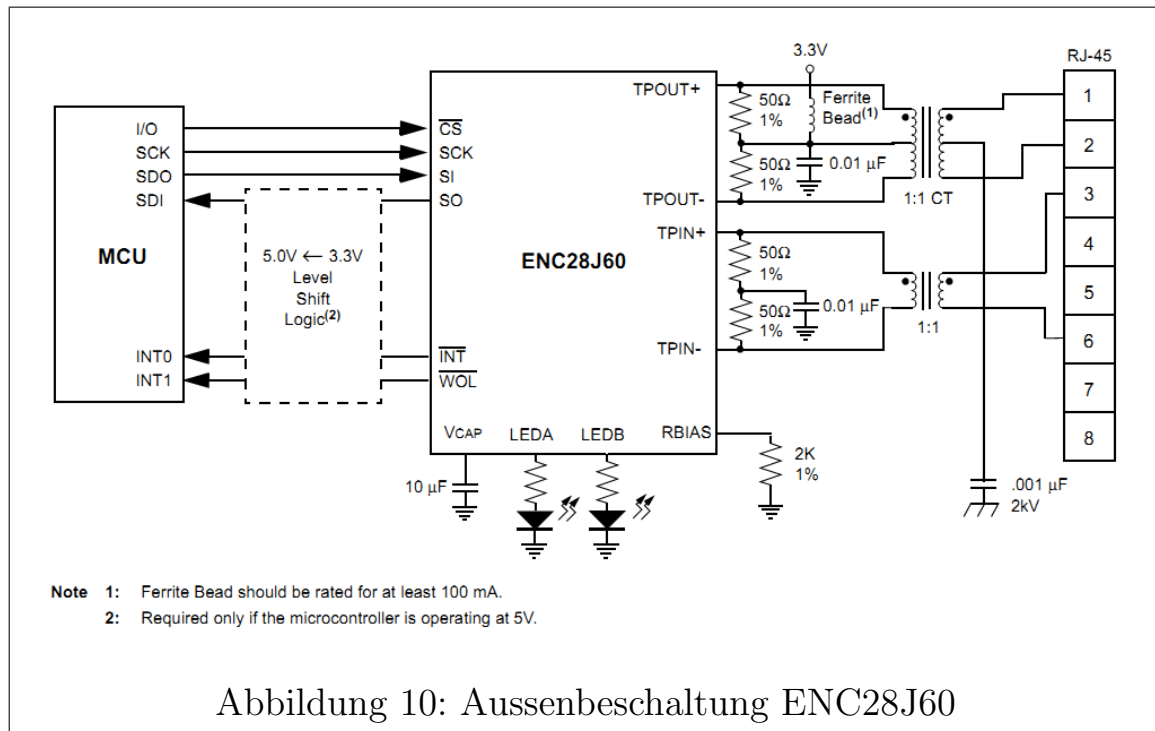 3.3V
RJ-45
MCU
I/O
SCK
SDO
SDI
INT0
INT1
5.0V ← 3.3V
Level
Shift
Logic(2)
ENC28J60
CS
SCK
SI
SO
INT
WOL
VCAP
LEDA
LEDB
RBIAS
TPOUT+
TPOUT-
TPIN+
TPIN-
50Ω
1%
50Ω
1%
Ferrite
Bead(1)
0.01 µF
1:1 CT
50Ω
1%
50Ω
1%
0.01 µF
1:1
1
2
3
4
5
6
7
8
10 µF
2K
1%
.001 µF
2kV
Note 1: Ferrite Bead should be rated for at least 100 mA.
2: Required only if the microcontroller is operating at 5V.
Abbildung 10: Aussenbeschaltung ENC28J60